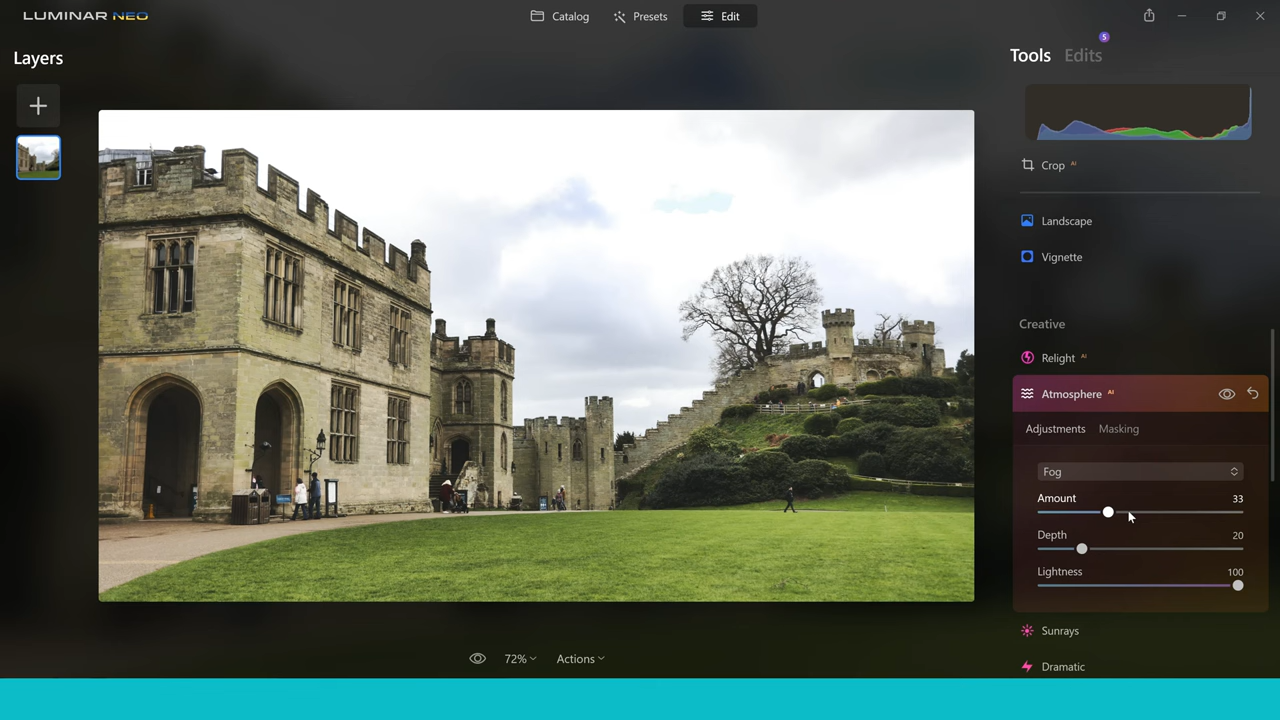 LUMINAR NEO
Catalog
Presets
Edit
Layers
5
Tools
Edits
Crop AI
Landscape
Vignette
Creative
Relight AI
Atmosphere AI
Adjustments
Masking
Fog
Amount 33
Depth 20
Lightness 100
Sunrays
Dramatic
72%
Actions